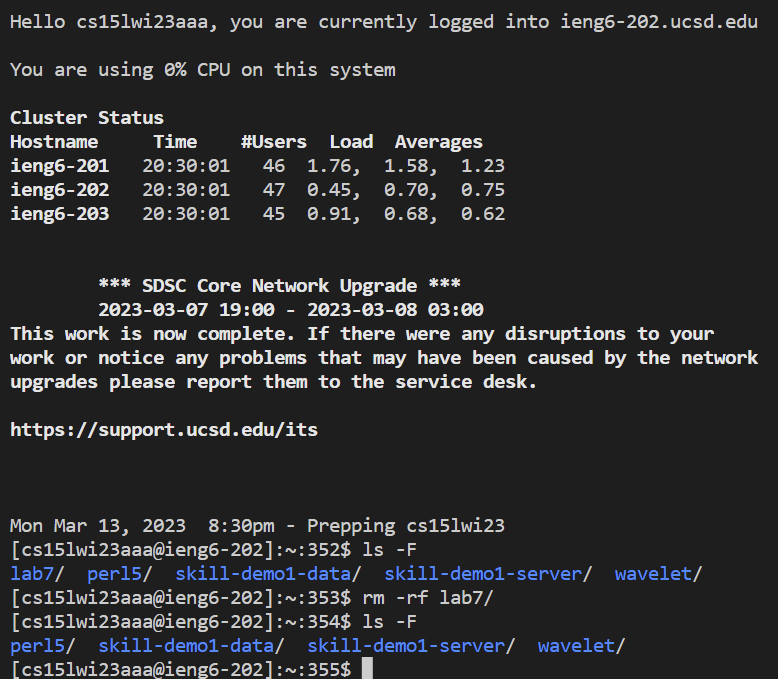 Hello cs15lwi23aaa, you are currently logged into ieng6-202.ucsd.edu
You are using 0% CPU on this system
Cluster Status
Hostname     Time    #Users  Load  Averages
ieng6-201   20:30:01   46  1.76,  1.58,  1.23
ieng6-202   20:30:01   47  0.45,  0.70,  0.75
ieng6-203   20:30:01   45  0.91,  0.68,  0.62
*** SDSC Core Network Upgrade ***
2023-03-07 19:00 - 2023-03-08 03:00
This work is now complete. If there were any disruptions to your
work or notice any problems that may have been caused by the network
upgrades please report them to the service desk.
https://support.ucsd.edu/its
Mon Mar 13, 2023  8:30pm - Prepping cs15lwi23
[cs15lwi23aaa@ieng6-202]:~:352$ ls -F
lab7/  perl5/  skill-demo1-data/  skill-demo1-server/  wavelet/
[cs15lwi23aaa@ieng6-202]:~:353$ rm -rf lab7/
[cs15lwi23aaa@ieng6-202]:~:354$ ls -F
perl5/  skill-demo1-data/  skill-demo1-server/  wavelet/
[cs15lwi23aaa@ieng6-202]:~:355$